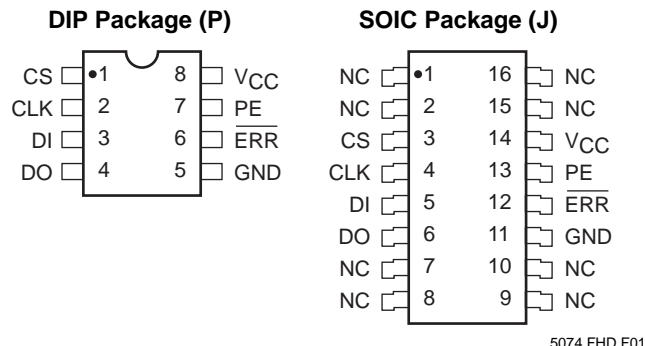 DIP Package (P)
CS 1 8 VCC
CLK 2 7 PE
DI 3 6 ERR
DO 4 5 GND
SOIC Package (J)
NC 1 16 NC
NC 2 15 NC
CS 3 14 VCC
CLK 4 13 PE
DI 5 12 ERR
DO 6 11 GND
NC 7 10 NC
NC 8 9 NC
5074 FHD F01